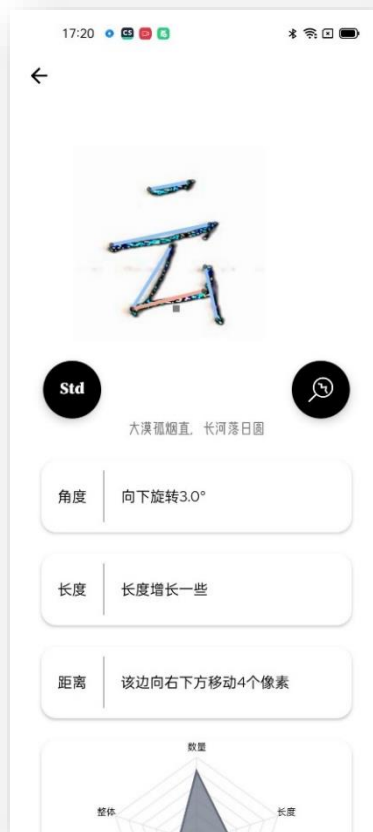 17:20
云
Std
大漠孤烟直，长河落日圆
角度 向下旋转3.0°
长度 长度增长一些
距离 该边向右下方移动4个像素
数量
整体 长度